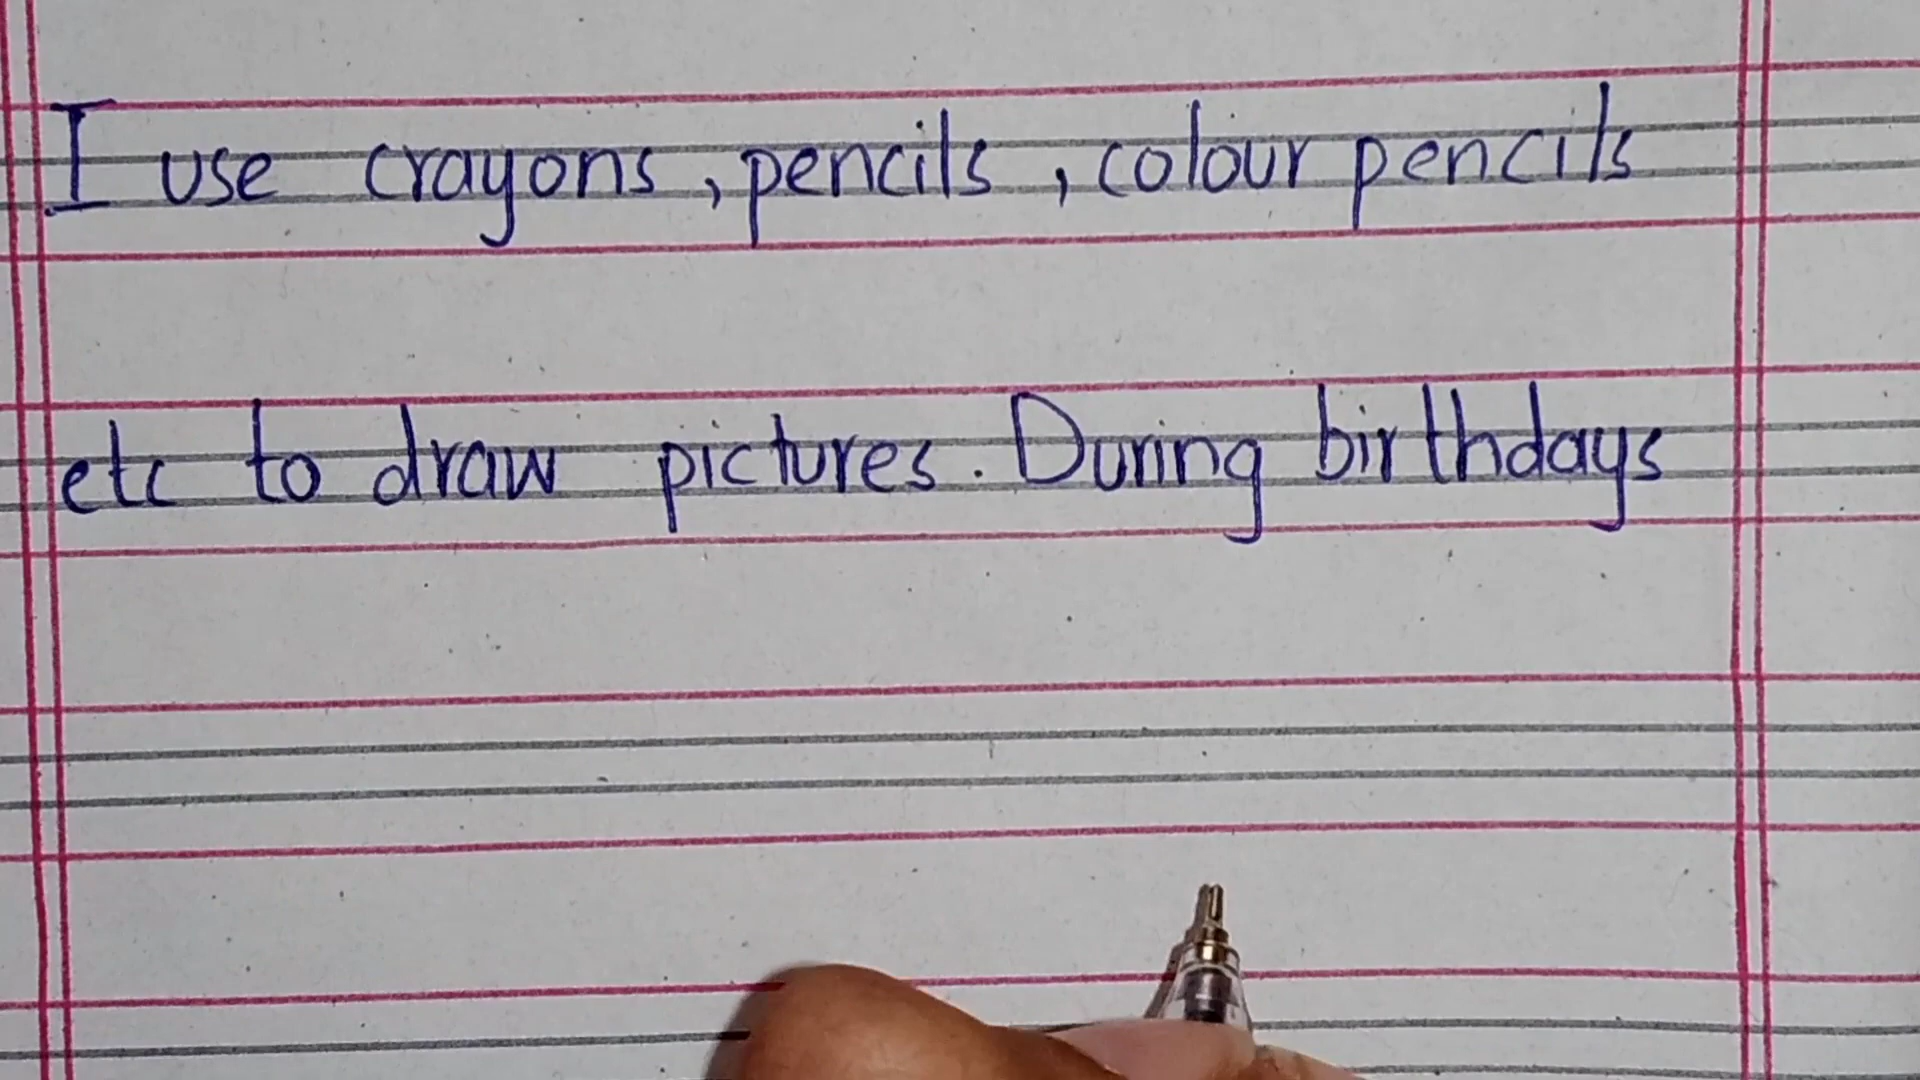 I use crayons, pencils, colour pencils
etc to draw pictures. During birthdays